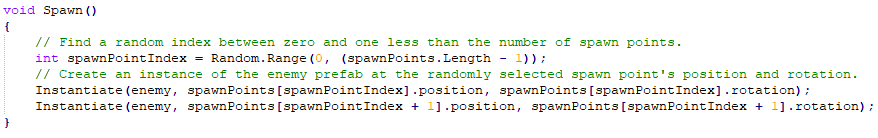 void Spawn()
{
// Find a random index between zero and one less than the number of spawn points.
int spawnPointIndex = Random.Range(0, (spawnPoints.Length - 1));
// Create an instance of the enemy prefab at the randomly selected spawn point's position and rotation.
Instantiate(enemy, spawnPoints[spawnPointIndex].position, spawnPoints[spawnPointIndex].rotation);
Instantiate(enemy, spawnPoints[spawnPointIndex + 1].position, spawnPoints[spawnPointIndex + 1].rotation);
}